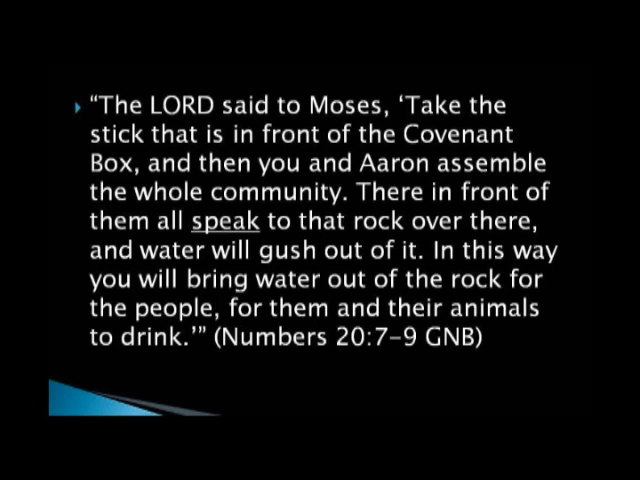 “The LORD said to Moses, ‘Take the
stick that is in front of the Covenant
Box, and then you and Aaron assemble
the whole community. There in front of
them all speak to that rock over there,
and water will gush out of it. In this way
you will bring water out of the rock for
the people, for them and their animals
to drink.’” (Numbers 20:7–9 GNB)